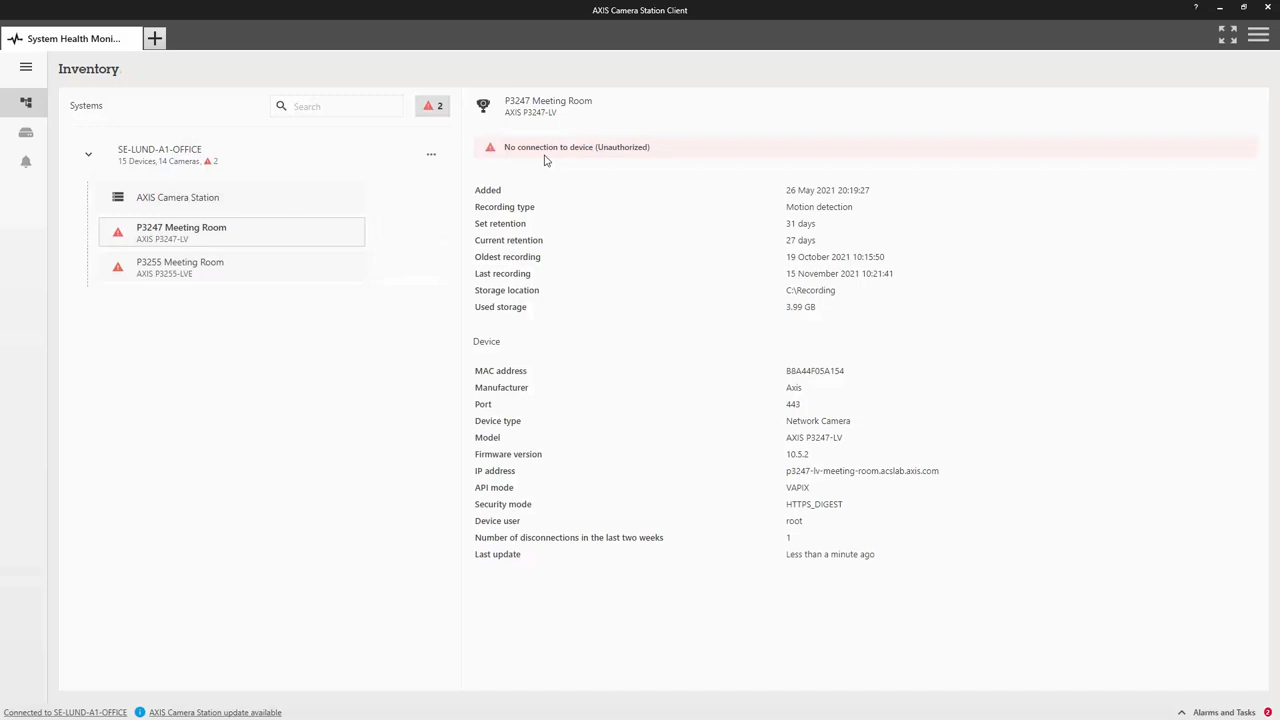 AXIS Camera Station Client
?
System Health Moni...
Inventory
Systems
Search
2
SE-LUND-A1-OFFICE
15 Devices, 14 Cameras, 2
AXIS Camera Station
P3247 Meeting Room
AXIS P3247-LV
P3255 Meeting Room
AXIS P3255-LVE
P3247 Meeting Room
AXIS P3247-LV
No connection to device (Unauthorized)
Added 26 May 2021 20:19:27
Recording type Motion detection
Set retention 31 days
Current retention 27 days
Oldest recording 19 October 2021 10:15:50
Last recording 15 November 2021 10:21:41
Storage location C:\Recording
Used storage 3,99 GB
Device
MAC address B8A44F05A154
Manufacturer Axis
Port 443
Device type Network Camera
Model AXIS P3247-LV
Firmware version 10.5.2
IP address p3247-lv-meeting-room.acslab.axis.com
API mode VAPIX
Security mode HTTPS_DIGEST
Device user root
Number of disconnections in the last two weeks 1
Last update Less than a minute ago
Connected to SE-LUND-A1-OFFICE AXIS Camera Station update available Alarms and Tasks 2